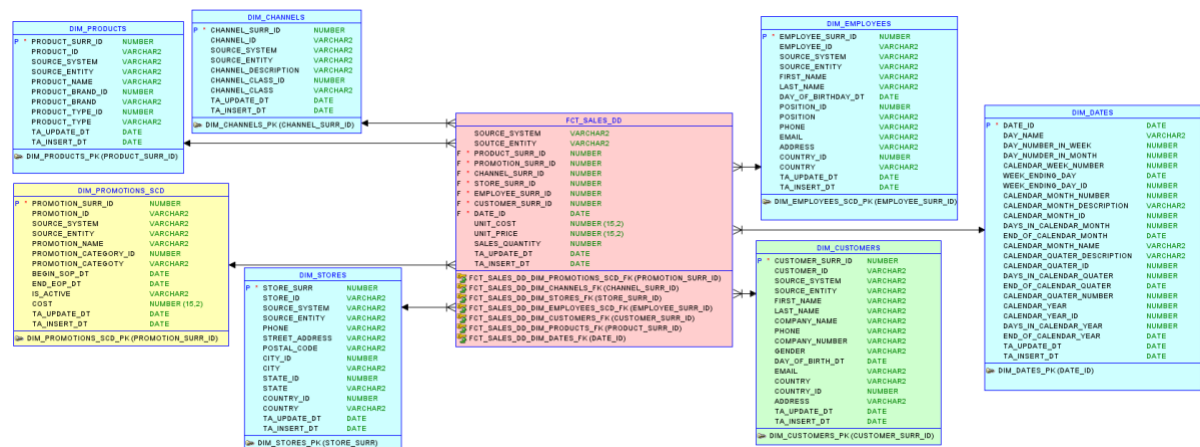 DIM_PRODUCTS
P * PRODUCT_SURR_ID NUMBER
PRODUCT_ID VARCHAR2
SOURCE_SYSTEM VARCHAR2
SOURCE_ENTITY VARCHAR2
PRODUCT_NAME VARCHAR2
PRODUCT_BRAND_ID NUMBER
PRODUCT_BRAND VARCHAR2
PRODUCT_TYPE_ID NUMBER
PRODUCT_TYPE VARCHAR2
TA_UPDATE_DT DATE
TA_INSERT_DT DATE
DIM_PRODUCTS_PK (PRODUCT_SURR_ID)
DIM_CHANNELS
P * CHANNEL_SURR_ID NUMBER
CHANNEL_ID VARCHAR2
SOURCE_SYSTEM VARCHAR2
SOURCE_ENTITY VARCHAR2
CHANNEL_DESCRIPTION VARCHAR2
CHANNEL_CLASS_ID NUMBER
CHANNEL_CLASS VARCHAR2
TA_UPDATE_DT DATE
TA_INSERT_DT DATE
DIM_CHANNELS_PK (CHANNEL_SURR_ID)
DIM_PROMOTIONS_SCD
P * PROMOTION_SURR_ID NUMBER
PROMOTION_ID VARCHAR2
SOURCE_SYSTEM VARCHAR2
SOURCE_ENTITY VARCHAR2
PROMOTION_NAME VARCHAR2
PROMOTION_CATEGORY_ID NUMBER
PROMOTION_CATEGOTY VARCHAR2
BEGIN_SOP_DT DATE
END_EOP_DT DATE
IS_ACTIVE VARCHAR2
COST NUMBER (15,2)
TA_UPDATE_DT DATE
TA_INSERT_DT DATE
DIM_PROMOTIONS_SCD_PK (PROMOTION_SURR_ID)
DIM_STORES
P * STORE_SURR NUMBER
STORE_ID VARCHAR2
SOURCE_SYSTEM VARCHAR2
SOURCE_ENTITY VARCHAR2
PHONE VARCHAR2
STREET_ADDRESS VARCHAR2
POSTAL_CODE VARCHAR2
CITY_ID NUMBER
CITY VARCHAR2
STATE_ID NUMBER
STATE VARCHAR2
COUNTRY_ID NUMBER
COUNTRY VARCHAR2
TA_UPDATE_DT DATE
TA_INSERT_DT DATE
DIM_STORES_PK (STORE_SURR)
FCT_SALES_DD
SOURCE_SYSTEM VARCHAR2
SOUTCE_ENTITY VARCHAR2
F * PRODUCT_SURR_ID NUMBER
F * PROMOTION_SURR_ID NUMBER
F * CHANNEL_SURR_ID NUMBER
F * STORE_SURR_ID NUMBER
F * EMPLOYEE_SURR_ID NUMBER
F * CUSTOMER_SURR_ID NUMBER
F * DATE_ID DATE
UNIT_COST NUMBER (15,2)
UNIT_PRICE NUMBER (15,2)
SALES_QUANTITY NUMBER
TA_UPDATE_DT DATE
TA_INSERT_DT DATE
FCT_SALES_DD_DIM_PROMOTIONS_SCD_FK (PROMOTION_SURR_ID)
FCT_SALES_DD_DIM_CHANNELS_FK (CHANNEL_SURR_ID)
FCT_SALES_DD_DIM_STORES_FK (STORE_SURR_ID)
FCT_SALES_DD_DIM_EMPLOYEES_SCD_FK (EMPLOYEE_SURR_ID)
FCT_SALES_DD_DIM_CUSTOMERS_FK (CUSTOMER_SURR_ID)
FCT_SALES_DD_DIM_PRODUCTS_FK (PRODUCT_SURR_ID)
FCT_SALES_DD_DIM_DATES_FK (DATE_ID)
DIM_EMPLOYEES
P * EMPLOYEE_SURR_ID NUMBER
EMPLOYEE_ID VARCHAR2
SOURCE_SYSTEM VARCHAR2
SOURCE_ENTITY VARCHAR2
FIRST_NAME VARCHAR2
LAST_NAME VARCHAR2
DAY_OF_BIRTHDAY_DT DATE
POSITION_ID NUMBER
POSITION VARCHAR2
PHONE VARCHAR2
EMAIL VARCHAR2
ADDRESS VARCHAR2
COUNTRY_ID NUMBER
COUNTRY VARCHAR2
TA_UPDATE_DT DATE
TA_INSERT_DT DATE
DIM_EMPLOYEES_SCD_PK (EMPLOYEE_SURR_ID)
DIM_CUSTOMERS
P * CUSTOMER_SURR_ID NUMBER
CUSTOMER_ID VARCHAR2
SOURCE_SYSTEM VARCHAR2
SOURCE_ENTITY VARCHAR2
FIRST_NAME VARCHAR2
LAST_NAME VARCHAR2
COMPANY_NAME VARCHAR2
PHONE VARCHAR2
COMPANY_NUMBER VARCHAR2
GENDER VARCHAR2
DAY_OF_BIRTH_DT DATE
EMAIL VARCHAR2
COUNTRY VARCHAR2
COUNTRY_ID NUMBER
ADDRESS VARCHAR2
TA_UPDATE_DT DATE
TA_INSERT_DT DATE
DIM_CUSTOMERS_PK (CUSTOMER_SURR_ID)
DIM_DATES
P * DATE_ID DATE
DAY_NAME VARCHAR2
DAY_NUMBER_IN_WEEK NUMBER
DAY_NUMDER_IN_MONTH NUMBER
CALENDAR_WEEK_NUMBER NUMBER
WEEK_ENDING_DAY DATE
WEEK_ENDING_DAY_ID NUMBER
CALENDAR_MONTH_NUMBER NUMBER
CALENDAR_MONTH_DESCRIPTION VARCHAR2
CALENDAR_MONTH_ID NUMBER
DAYS_IN_CALENDAR_MONTH NUMBER
END_OF_CALENDAR_MONTH DATE
CALENDAR_MONTH_NAME VARCHAR2
CALENDAR_QUATER_DESCRIPTION VARCHAR2
CALENDAR_QUATER_ID NUMBER
DAYS_IN_CALENDAR_QUATER NUMBER
END_OF_CALENDAR_QUATER DATE
CALENDAR_QUATER_NUMBER NUMBER
CALENDAR_YEAR NUMBER
CALENDAR_YEAR_ID NUMBER
DAYS_IN_CALENDAR_YEAR NUMBER
END_OF_CALENDAR_YEAR DATE
TA_UPDATE_DT DATE
TA_INSERT_DT DATE
DIM_DATES_PK (DATE_ID)